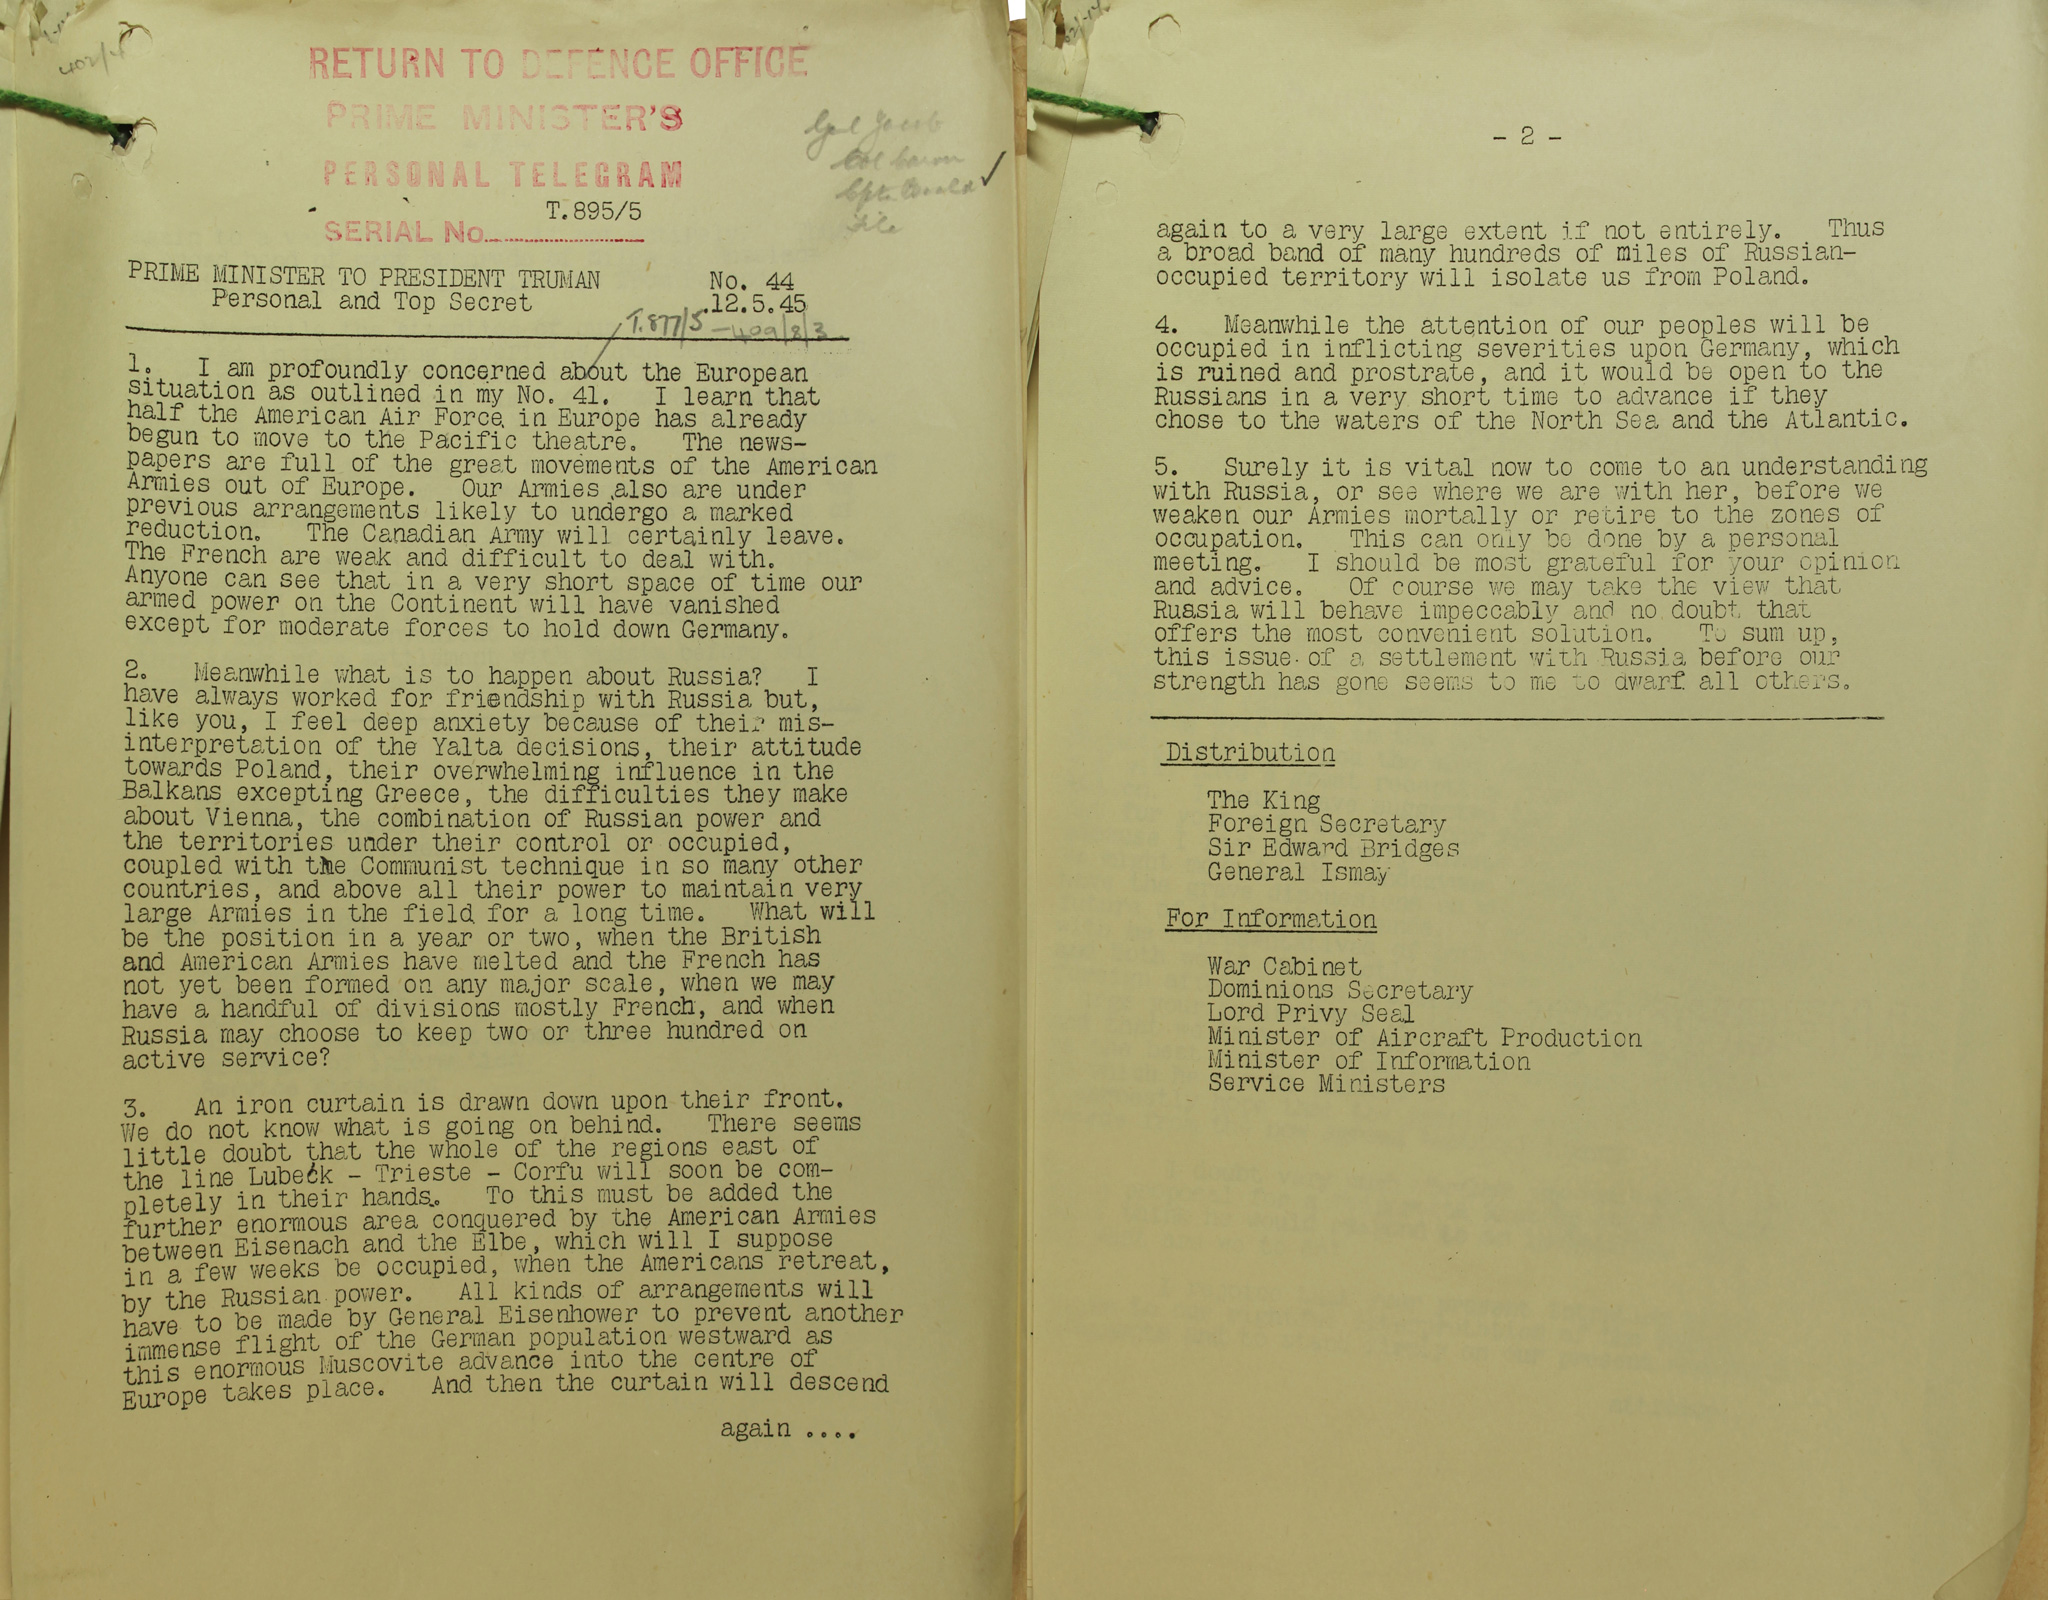 402/4
RETURN TO DEFENCE OFFICE
PRIME MINISTER'S
PERSONAL TELEGRAM
T.895/5
SERIAL No.
Jacob
File
PRIME MINISTER TO PRESIDENT TRUMAN No. 44
Personal and Top Secret .12.5.45
T.877/5 —409/8/3
1. I am profoundly concerned about the European
situation as outlined in my No. 41. I learn that
half the American Air Force in Europe has already
begun to move to the Pacific theatre. The news-
papers are full of the great movements of the American
Armies out of Europe. Our Armies also are under
previous arrangements likely to undergo a marked
reduction. The Canadian Army will certainly leave.
The French are weak and difficult to deal with.
Anyone can see that in a very short space of time our
armed power on the Continent will have vanished
except for moderate forces to hold down Germany.
2. Meanwhile what is to happen about Russia? I
have always worked for friendship with Russia but,
like you, I feel deep anxiety because of their mis-
interpretation of the Yalta decisions, their attitude
towards Poland, their overwhelming influence in the
Balkans excepting Greece, the difficulties they make
about Vienna, the combination of Russian power and
the territories under their control or occupied,
coupled with the Communist technique in so many other
countries, and above all their power to maintain very
large Armies in the field for a long time. What will
be the position in a year or two, when the British
and American Armies have melted and the French has
not yet been formed on any major scale, when we may
have a handful of divisions mostly French, and when
Russia may choose to keep two or three hundred on
active service?
3. An iron curtain is drawn down upon their front.
We do not know what is going on behind. There seems
little doubt that the whole of the regions east of
the line Lubeck - Trieste - Corfu will soon be com-
pletely in their hands. To this must be added the
further enormous area conquered by the American Armies
between Eisenach and the Elbe, which will I suppose
in a few weeks be occupied, when the Americans retreat,
by the Russian power. All kinds of arrangements will
have to be made by General Eisenhower to prevent another
immense flight of the German population westward as
this enormous Muscovite advance into the centre of
Europe takes place. And then the curtain will descend
again ....
- 2 -
again to a very large extent if not entirely. Thus
a broad band of many hundreds of miles of Russian-
occupied territory will isolate us from Poland.
4. Meanwhile the attention of our peoples will be
occupied in inflicting severities upon Germany, which
is ruined and prostrate, and it would be open to the
Russians in a very short time to advance if they
chose to the waters of the North Sea and the Atlantic.
5. Surely it is vital now to come to an understanding
with Russia, or see where we are with her, before we
weaken our Armies mortally or retire to the zones of
occupation. This can only be done by a personal
meeting. I should be most grateful for your opinion
and advice. Of course we may take the view that
Russia will behave impeccably and no doubt that
offers the most convenient solution. To sum up,
this issue of a settlement with Russia before our
strength has gone seems to me to dwarf all others.
Distribution
The King
Foreign Secretary
Sir Edward Bridges
General Ismay
For Information
War Cabinet
Dominions Secretary
Lord Privy Seal
Minister of Aircraft Production
Minister of Information
Service Ministers